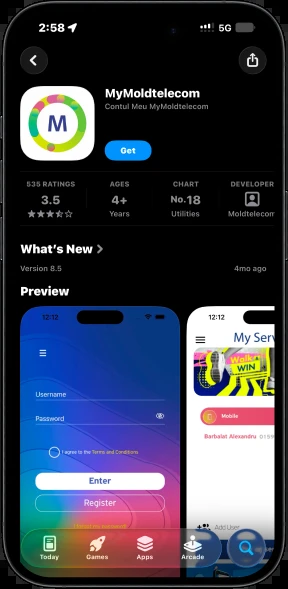 2:58
5G
M
MyMoldtelecom
Contul Meu MyMoldtelecom
Get
535 RATINGS
3.5
AGES
4+
Years
CHART
No.18
Utilities
DEVELOPER
Moldtelecom
What's New
Version 8.5
4mo ago
Preview
12:12
Username
Password
I agree to the Terms and Conditions
Enter
Register
12:12
My Serv
Walk
WIN
Mobile
Barbalat Alexandru
Add User
Today
Games
Apps
Arcade